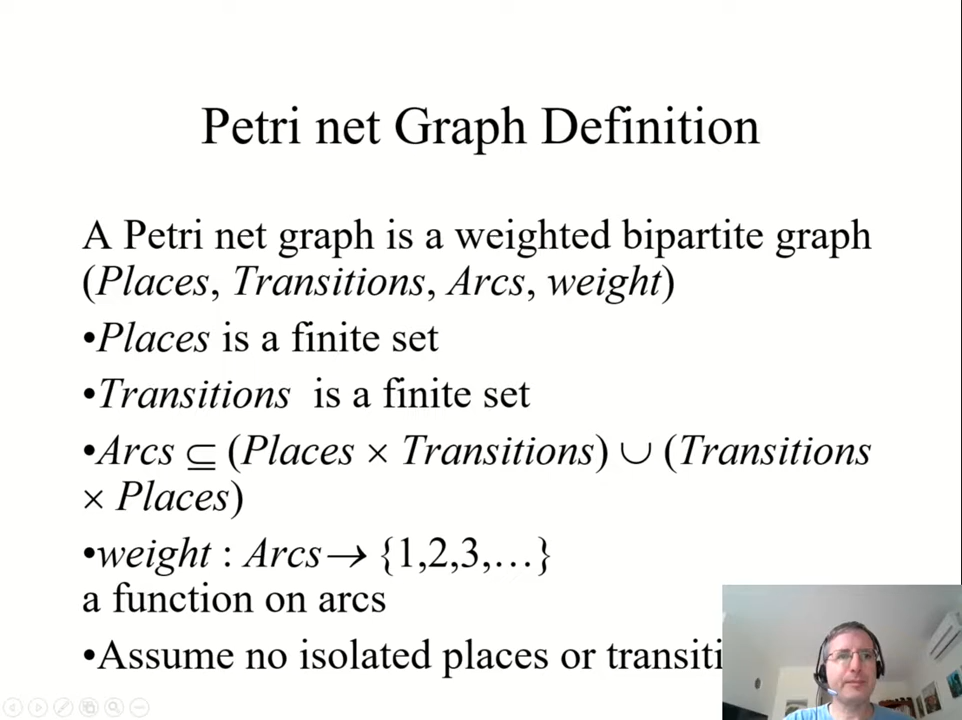 Petri net Graph Definition
A Petri net graph is a weighted bipartite graph
(Places, Transitions, Arcs, weight)
•Places is a finite set
•Transitions is a finite set
•Arcs ⊆ (Places × Transitions) ∪ (Transitions
× Places)
•weight : Arcs→ {1,2,3,…}
a function on arcs
•Assume no isolated places or